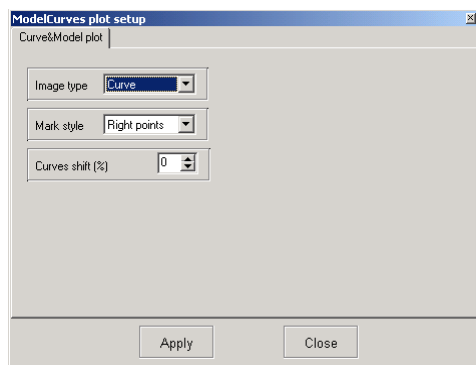 ModelCurves plot setup
Curve&Model plot
Image type Curve
Mark style Right points
Curves shift (%) 0
Apply Close